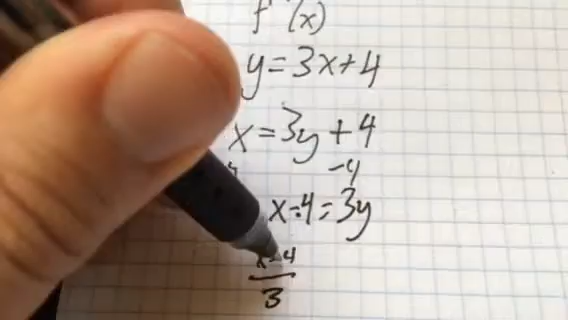 f (x)
y = 3x+4
x = 3y + 4
-4
x-4 = 3y
x-4
3